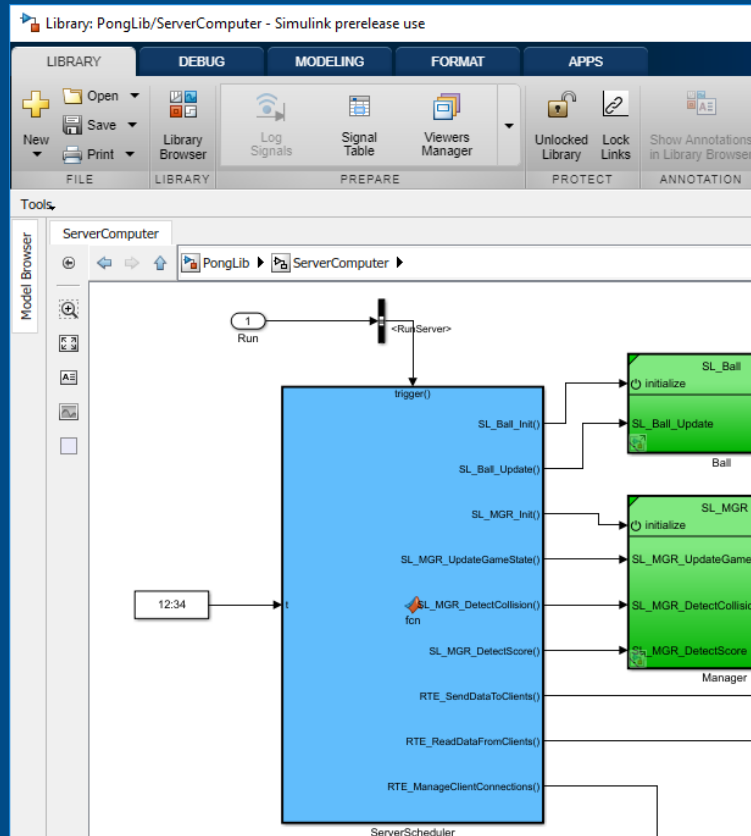 Library: PongLib/ServerComputer - Simulink prerelease use
LIBRARY DEBUG MODELING FORMAT APPS
New
Open
Save
Print
FILE
Library Browser
LIBRARY
Log Signals
Signal Table
Viewers Manager
PREPARE
Unlocked Library
Lock Links
PROTECT
Show Annotations
in Library Browser
ANNOTATION
Tools
Model Browser
ServerComputer
PongLib ServerComputer
1
Run
<RunServer>
trigger()
SL_Ball_Init()
SL_Ball_Update()
SL_MGR_Init()
SL_MGR_UpdateGameState()
SL_MGR_DetectCollision()
SL_MGR_DetectScore()
RTE_SendDataToClients()
RTE_ReadDataFromClients()
RTE_ManageClientConnections()
12:34
t
fcn
ServerScheduler
SL_Ball
initialize
SL_Ball_Update
Ball
SL_MGR
initialize
SL_MGR_UpdateGame
SL_MGR_DetectCollisio
SL_MGR_DetectScore
Manager